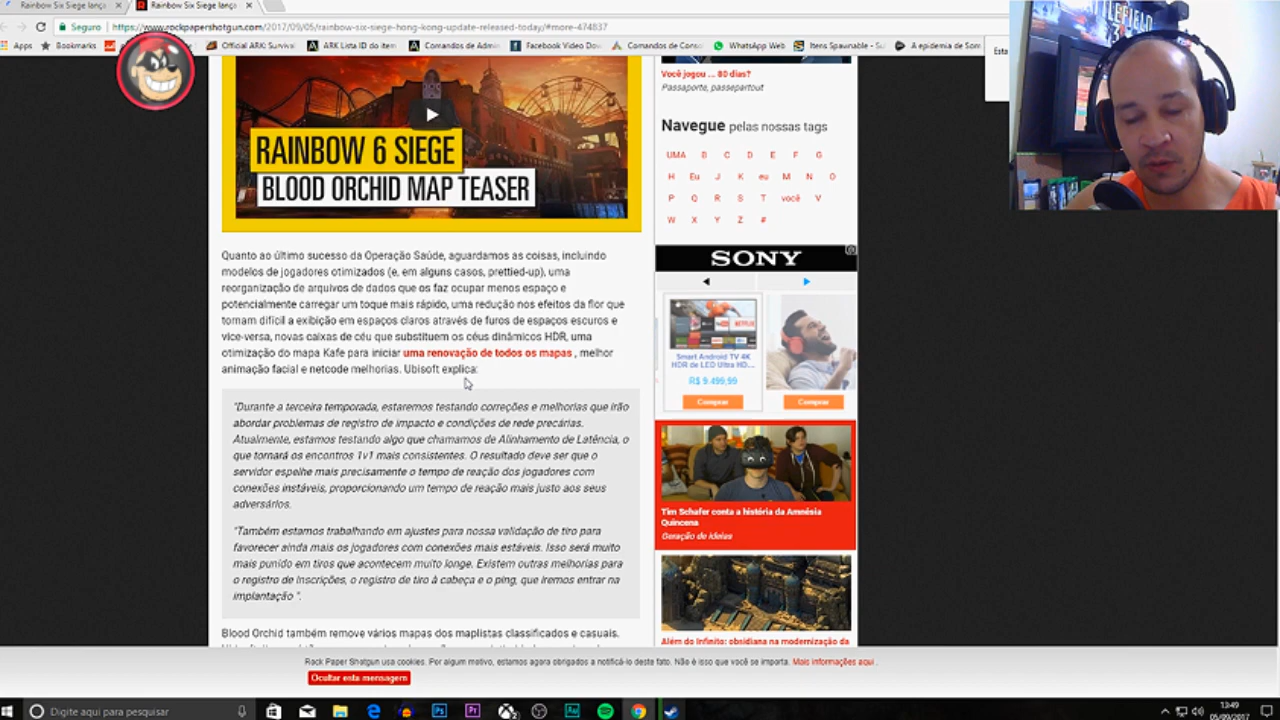 Rainbow Six Siege lança
Rainbow Six Siege lança
Seguro
https://www.rockpapershotgun.com/2017/09/05/rainbow-six-siege-hong-kong-update-released-today/#more-474837
Apps
Bookmarks
Official ARK: Survival
ARK Lista ID do item
Comandos de Admin
Facebook Video Dow
Comandos de Conso
WhatsApp Web
Itens Spawnable - Su
A epidemia de Som
Esta
BATTLEFIELD
RAINBOW 6 SIEGE
BLOOD ORCHID MAP TEASER
Quanto ao último sucesso da Operação Saúde, aguardamos as coisas, incluindo
modelos de jogadores otimizados (e, em alguns casos, prettied-up), uma
reorganização de arquivos de dados que os faz ocupar menos espaço e
potencialmente carregar um toque mais rápido, uma redução nos efeitos da flor que
tornam difícil a exibição em espaços claros através de furos de espaços escuros e
vice-versa, novas caixas de céu que substituem os céus dinâmicos HDR, uma
otimização do mapa Kafe para iniciar uma renovação de todos os mapas , melhor
animação facial e netcode melhorias. Ubisoft explica:
"Durante a terceira temporada, estaremos testando correções e melhorias que irão
abordar problemas de registro de impacto e condições de rede precárias.
Atualmente, estamos testando algo que chamamos de Alinhamento de Latência, o
que tornará os encontros 1v1 mais consistentes. O resultado deve ser que o
servidor espelhe mais precisamente o tempo de reação dos jogadores com
conexões instáveis, proporcionando um tempo de reação mais justo aos seus
adversários.
"Também estamos trabalhando em ajustes para nossa validação de tiro para
favorecer ainda mais os jogadores com conexões mais estáveis. Isso será muito
mais punido em tiros que acontecem muito longe. Existem outras melhorias para
o registro de inscrições, o registro de tiro à cabeça e o ping, que iremos entrar na
implantação ".
Blood Orchid também remove vários mapas dos maplistas classificados e casuais.
Você jogou ... 80 dias?
Passaporte, passepartout
Navegue pelas nossas tags
UMA B C D E F G
H Eu J K eu M N O
P Q R S T você V
W X Y Z #
SONY
Smart Android TV 4K
HDR de LED Ultra HD...
R$ 9.499,99
Comprar
Comprar
Tim Schafer conta a história da Amnésia
Quinzena
Geração de ideias
Além do Infinito: obsidiana na modernização da
Rock Paper Shotgun usa cookies. Por algum motivo, estamos agora obrigados a notificá-lo deste fato. Não é isso que você se importa. Mais informações aqui .
Ocultar esta mensagem
Digite aqui para pesquisar
13:49
05/09/2017